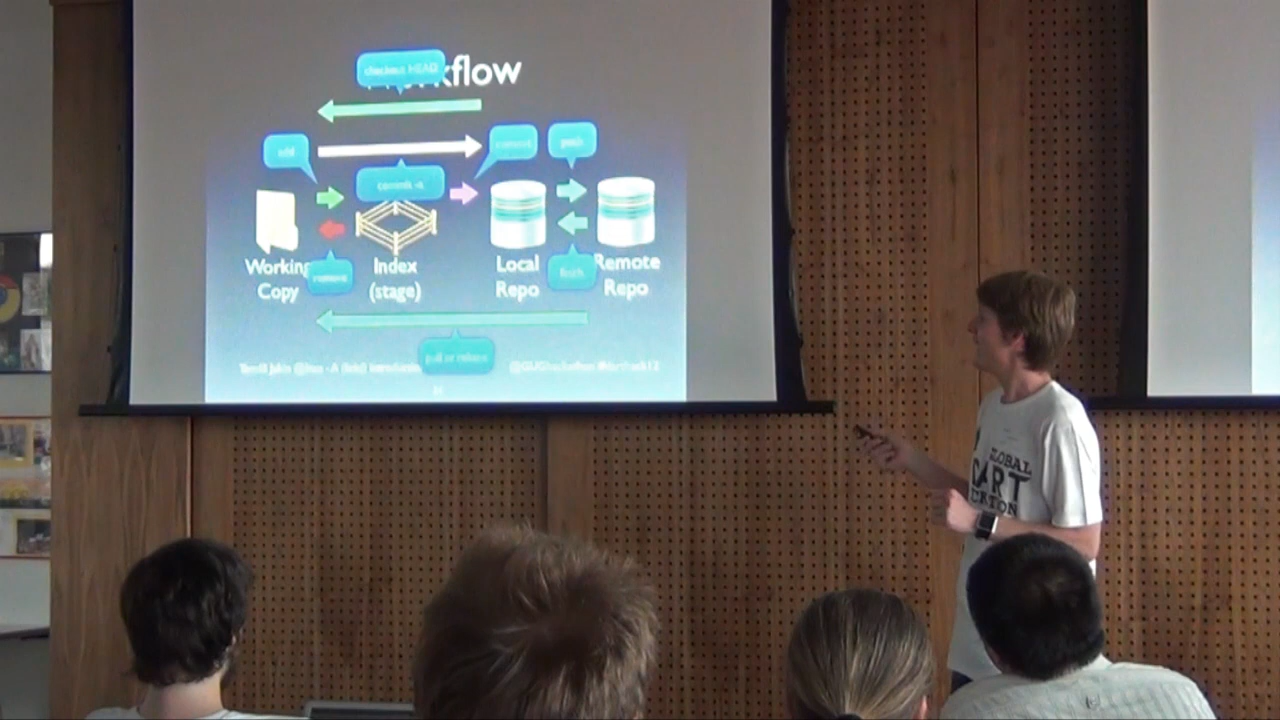 checkout HEAD
kflow
add
commit
push
commit -a
Working
Copy
remove
Index
(stage)
Local
Repo
fetch
Remote
Repo
pull or rebase
GLOBAL